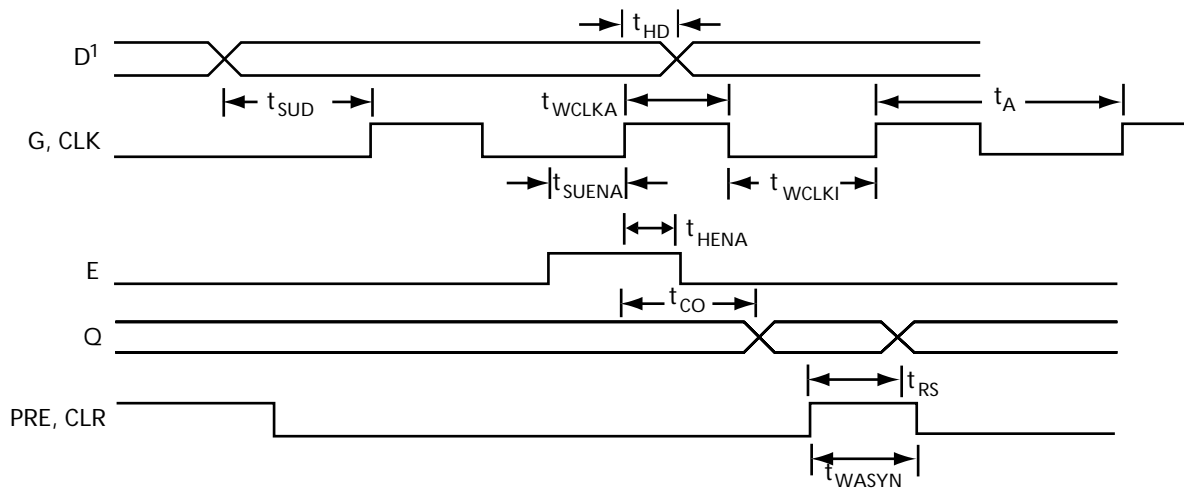 tHD
D1
tSUD
tWCLKA
tA
G, CLK
tSUENA
tWCLKI
tHENA
E
tCO
Q
tRS
PRE, CLR
tWASYN